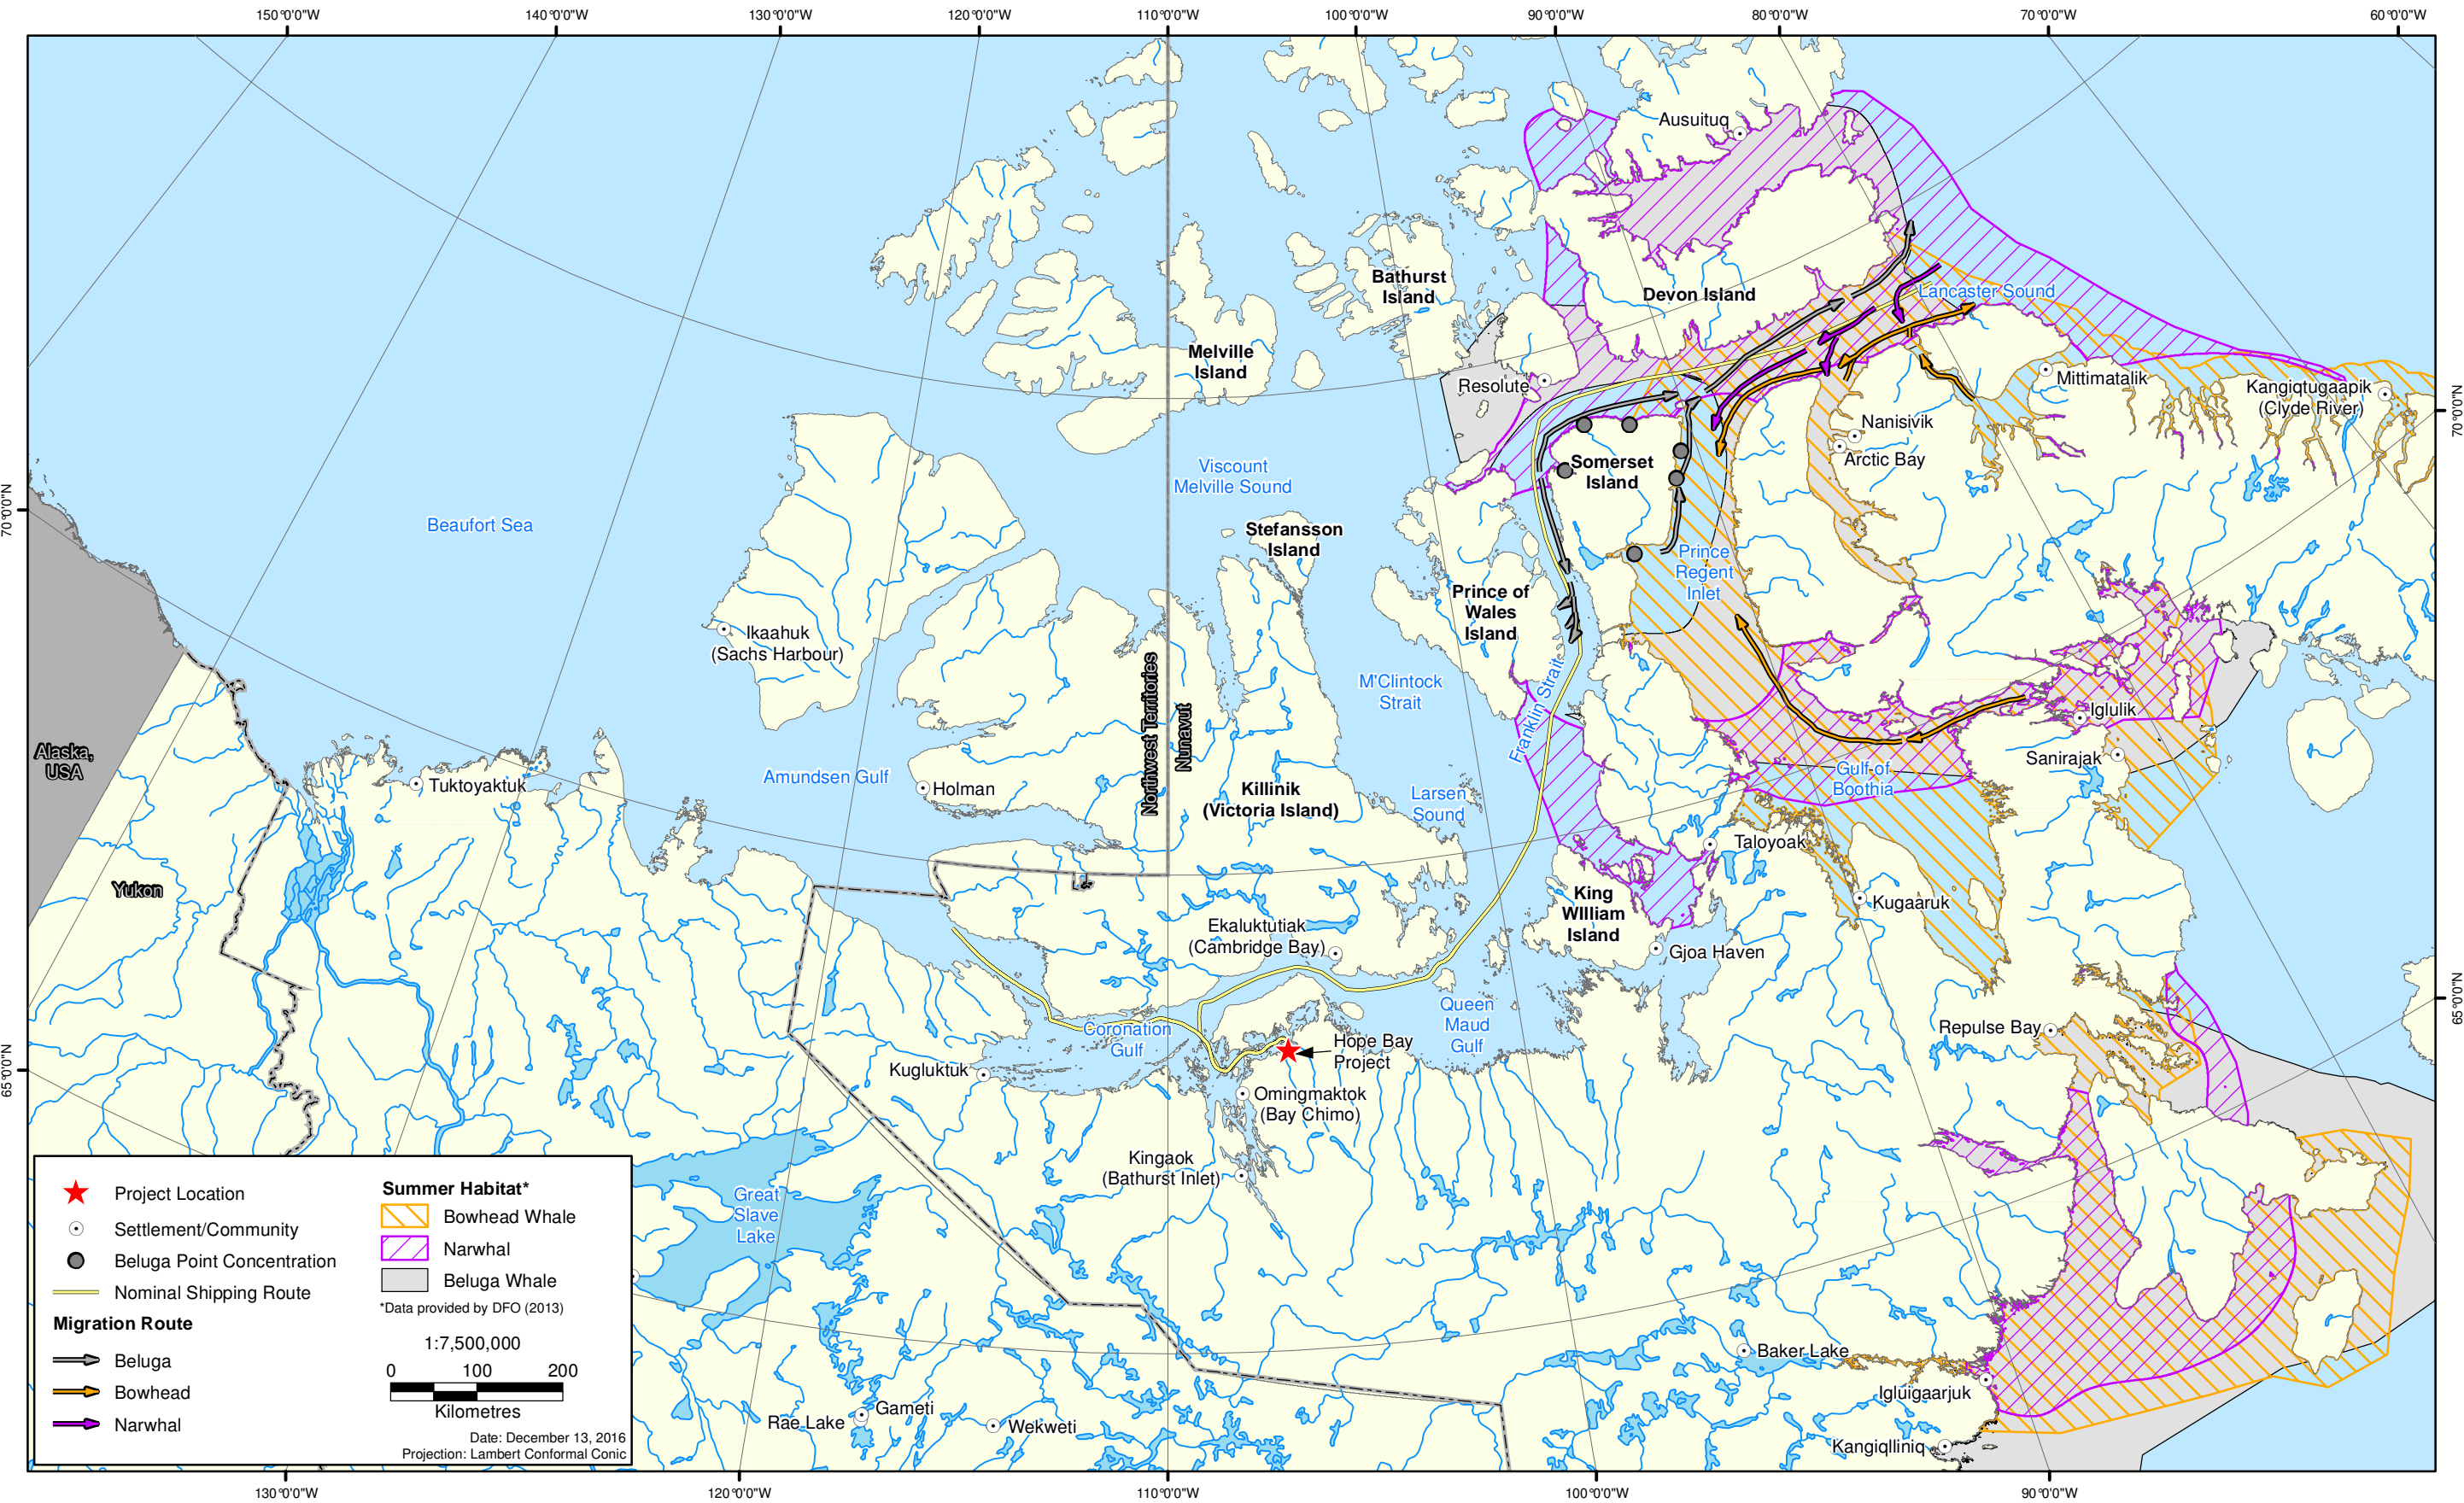 150°0'0"W
140°0'0"W
130°0'0"W
120°0'0"W
110°0'0"W
100°0'0"W
90°0'0"W
80°0'0"W
70°0'0"W
60°0'0"W
Ausuituq
Bathurst
Island
Devon Island
Lancaster Sound
Melville
Island
Resolute
Mittimatalik
Kangiqtugaapik
(Clyde River)
70°0'0"N
Nanisivik
Arctic Bay
Viscount
Melville Sound
Somerset
Island
70°0'0"N
Beaufort Sea
Stefansson
Island
Prince
Regent
Inlet
Prince of
Wales
Island
Ikaahuk
(Sachs Harbour)
Northwest Territories
Nunavut
M'Clintock
Strait
Franklin Strait
Iglulik
Sanirajak
Alaska,
USA
Tuktoyaktuk
Amundsen Gulf
Holman
Killinik
(Victoria Island)
Larsen
Sound
Gulf of
Boothia
Taloyoak
Yukon
King
WIlliam
Island
Kugaaruk
Ekaluktutiak
(Cambridge Bay)
Gjoa Haven
65°0'0"N
Queen
Maud
Gulf
Coronation
Gulf
Repulse Bay
Hope Bay
Project
65°0'0"N
Kugluktuk
Omingmaktok
(Bay Chimo)
Kingaok
(Bathurst Inlet)
Great
Slave
Lake
Baker Lake
Igluigaarjuk
Rae Lake
Gameti
Wekweti
Kangiqlliniq
Project Location
Settlement/Community
Beluga Point Concentration
Nominal Shipping Route
Migration Route
Beluga
Bowhead
Narwhal
Summer Habitat*
Bowhead Whale
Narwhal
Beluga Whale
*Data provided by DFO (2013)
1:7,500,000
0 100 200
Kilometres
Date: December 13, 2016
Projection: Lambert Conformal Conic
130°0'0"W
120°0'0"W
110°0'0"W
100°0'0"W
90°0'0"W